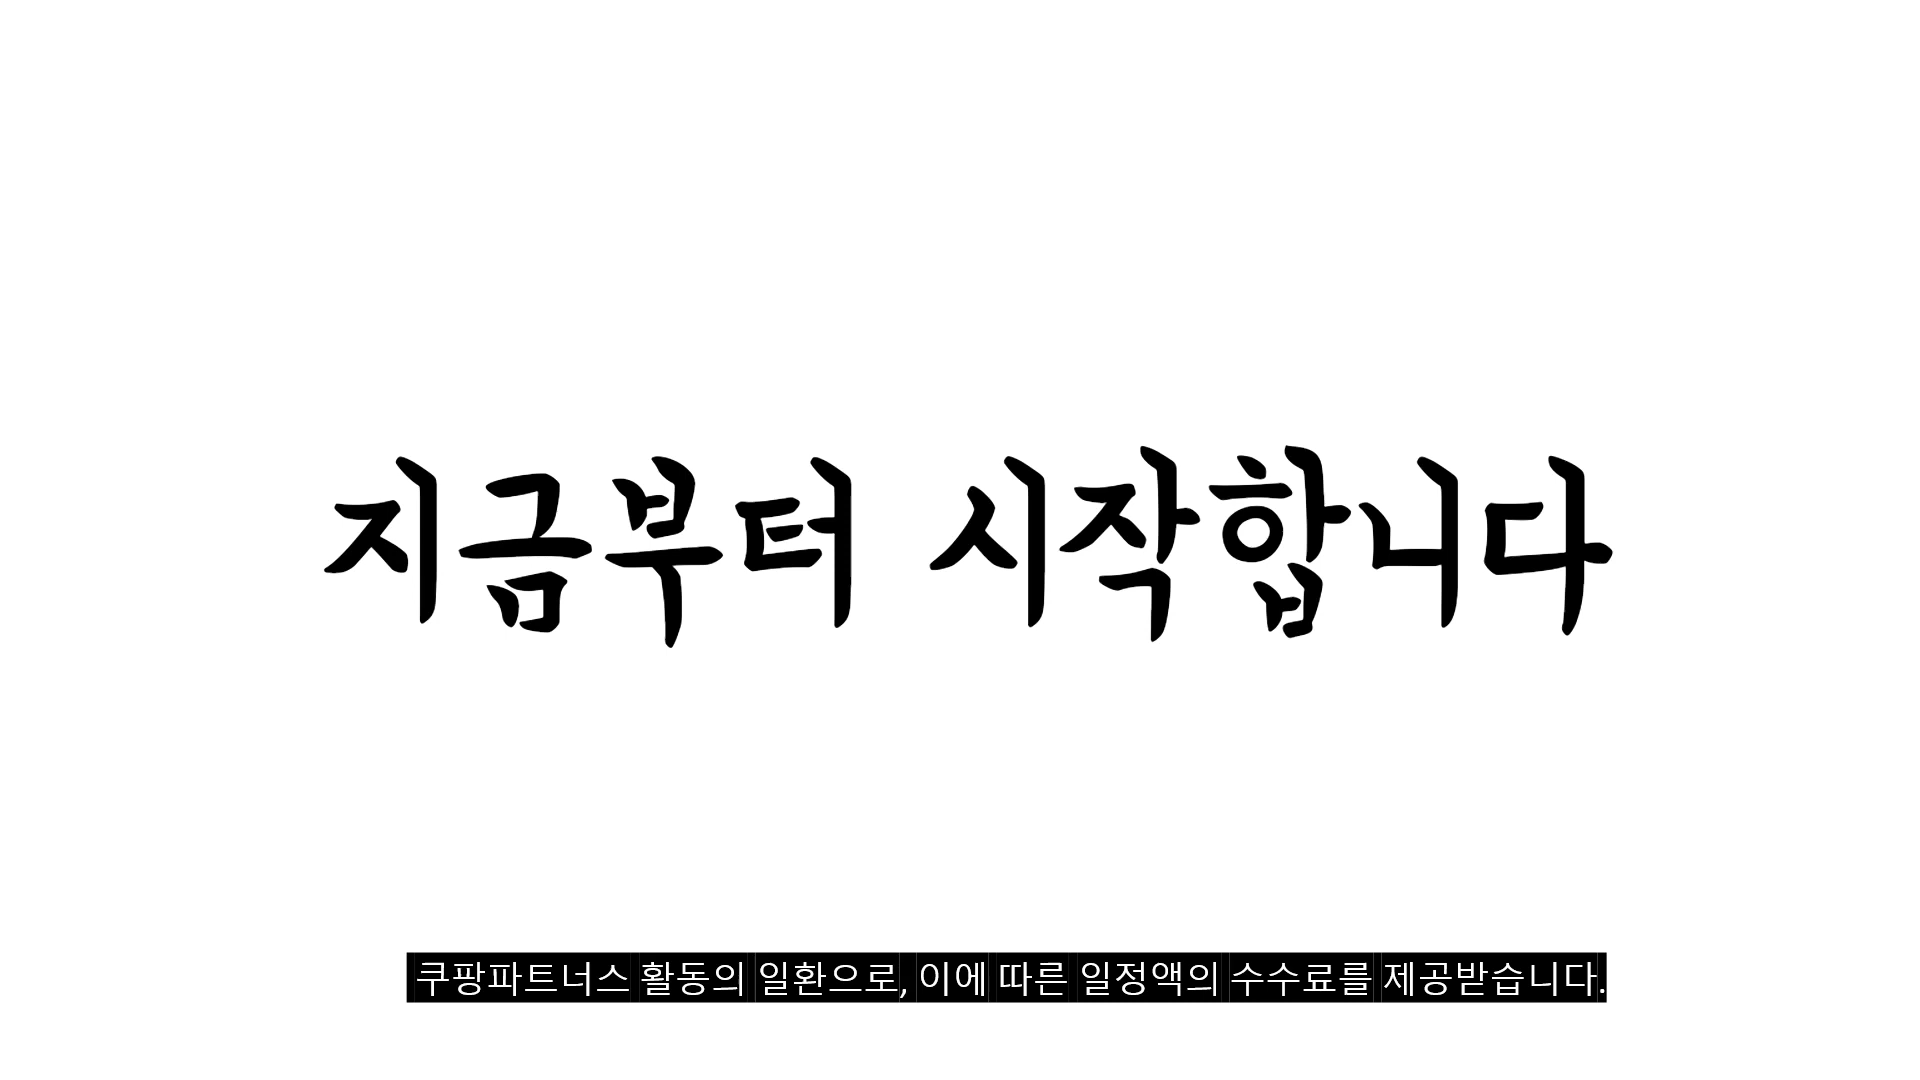 지금부터 시작합니다
쿠팡파트너스 활동의 일환으로, 이에 따른 일정액의 수수료를 제공받습니다.